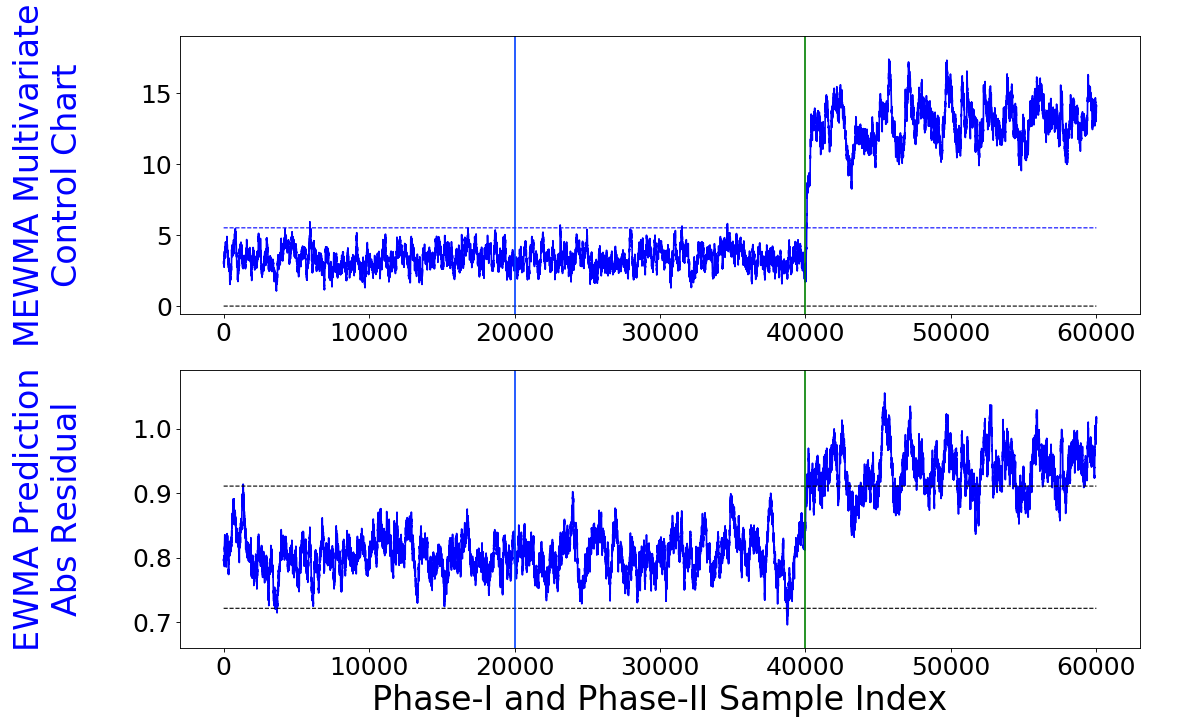 MEWMA Multivariate
Control Chart
15
10
5
0
0 10000 20000 30000 40000 50000 60000
EWMA Prediction
Abs Residual
1.0
0.9
0.8
0.7
0 10000 20000 30000 40000 50000 60000
Phase-I and Phase-II Sample Index